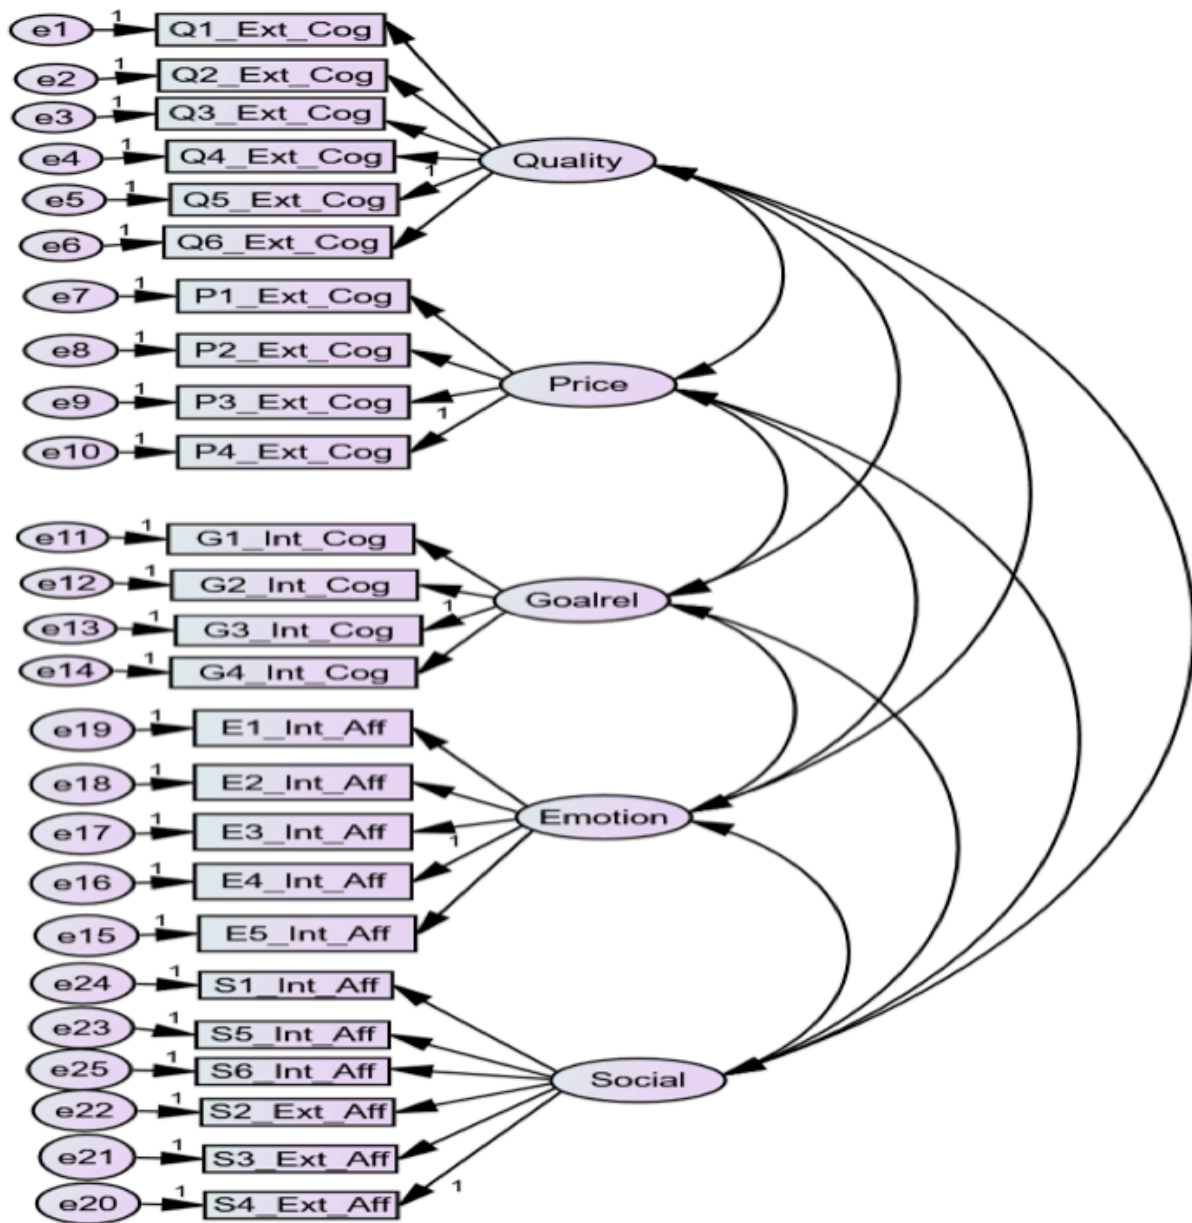 e1 1 Q1_Ext_Cog
e2 1 Q2_Ext_Cog
e3 1 Q3_Ext_Cog
e4 1 Q4_Ext_Cog
Quality
1
e5 1 Q5_Ext_Cog
e6 1 Q6_Ext_Cog
e7 1 P1_Ext_Cog
e8 1 P2_Ext_Cog
Price
e9 1 P3_Ext_Cog
1
e10 1 P4_Ext_Cog
e11 1 G1_Int_Cog
e12 1 G2_Int_Cog
Goalrel
1
e13 1 G3_Int_Cog
e14 1 G4_Int_Cog
e19 1 E1_Int_Aff
e18 1 E2_Int_Aff
Emotion
e17 1 E3_Int_Aff
1
e16 1 E4_Int_Aff
e15 1 E5_Int_Aff
e24 1 S1_Int_Aff
e23 1 S5_Int_Aff
e25 1 S6_Int_Aff
Social
e22 1 S2_Ext_Aff
e21 1 S3_Ext_Aff
1
e20 1 S4_Ext_Aff